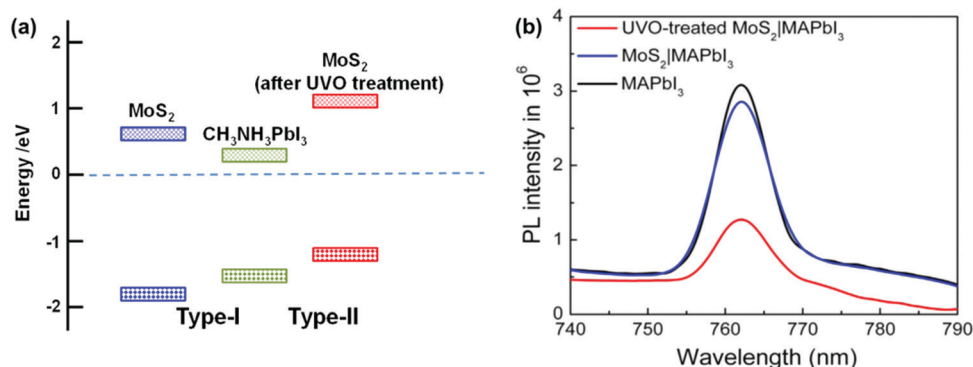 (a)
2
1
0
-1
-2
Energy /eV
MoS₂
CH₃NH₃PbI₃
MoS₂
(after UVO treatment)
Type-I
Type-II
(b)
UVO-treated MoS₂|MAPbI₃
MoS₂|MAPbI₃
MAPbI₃
PL intensity in 10⁶
4
3
2
1
0
740
750
760
770
780
790
Wavelength (nm)